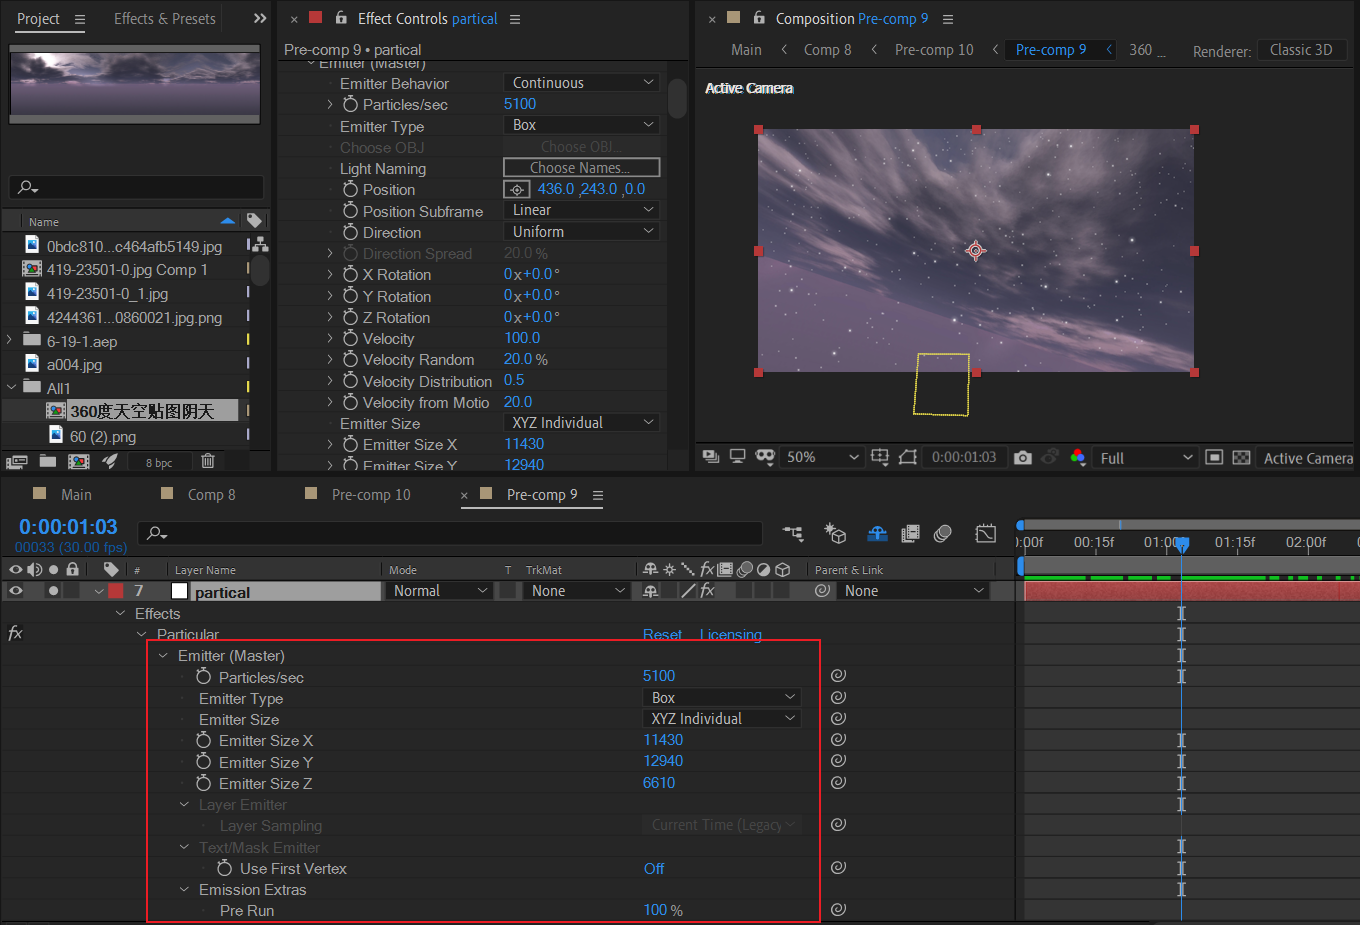 Project
Effects & Presets
Effect Controls partical
Pre-comp 9 • partical
Composition Pre-comp 9
Main
Comp 8
Pre-comp 10
Pre-comp 9
360 ...
Renderer:
Classic 3D
Active Camera
Emitter (Master)
Emitter Behavior Continuous
Particles/sec 5100
Emitter Type Box
Choose OBJ Choose OBJ...
Light Naming Choose Names...
Position 436.0 ,243.0 ,0.0
Position Subframe Linear
Direction Uniform
Direction Spread 20.0 %
X Rotation 0x+0.0°
Y Rotation 0x+0.0°
Z Rotation 0x+0.0°
Velocity 100.0
Velocity Random 20.0 %
Velocity Distribution 0.5
Velocity from Motio 20.0
Emitter Size XYZ Individual
Emitter Size X 11430
Emitter Size Y 12940
Name
0bdc810...c464afb5149.jpg
419-23501-0.jpg Comp 1
419-23501-0_1.jpg
4244361...0860021.jpg.png
6-19-1.aep
a004.jpg
All1
360度天空贴图阴天
60 (2).png
8 bpc
50%
0:00:01:03
Full
Active Camera
Main
Comp 8
Pre-comp 10
Pre-comp 9
0:00:01:03
00033 (30.00 fps)
):00f 00:15f 01:00f 01:15f 02:00f
# Layer Name Mode T TrkMat fx Parent & Link
7 partical Normal None fx None
Effects
fx Particular Reset Licensing
Emitter (Master)
Particles/sec 5100
Emitter Type Box
Emitter Size XYZ Individual
Emitter Size X 11430
Emitter Size Y 12940
Emitter Size Z 6610
Layer Emitter
Layer Sampling Current Time (Legacy
Text/Mask Emitter
Use First Vertex Off
Emission Extras
Pre Run 100 %